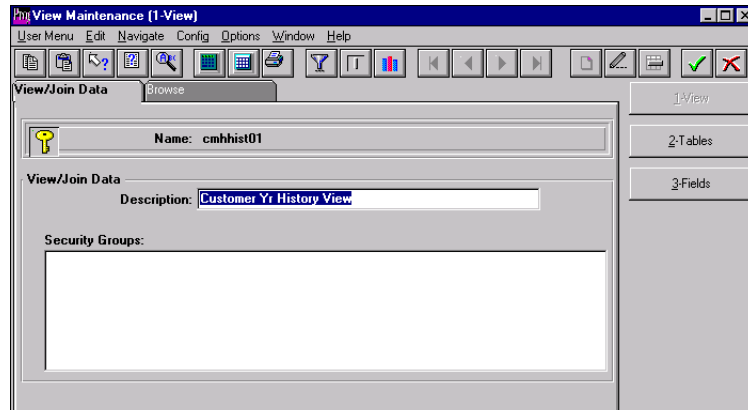 View Maintenance (1-View)
User Menu Edit Navigate Config Options Window Help
View/Join Data Browse
1-View
Name: cmhhist01
2-Tables
View/Join Data
3-Fields
Description: Customer Yr History View
Security Groups: